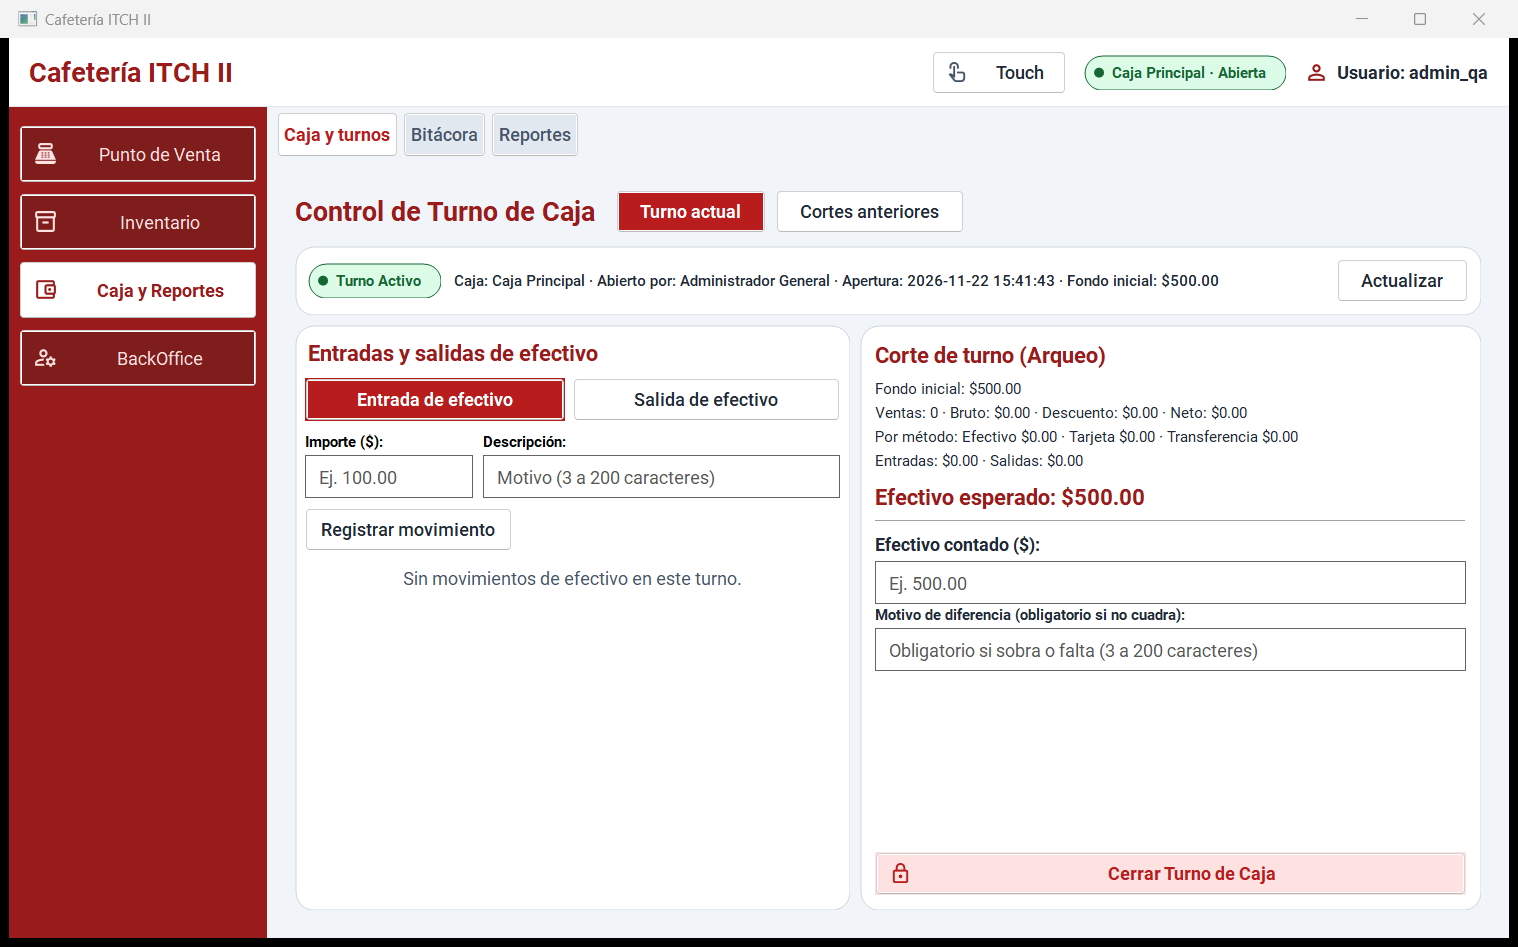 Cafetería ITCH II
Cafetería ITCH II
Touch
Caja Principal · Abierta
Usuario: admin_qa
Punto de Venta
Inventario
Caja y Reportes
BackOffice
Caja y turnos
Bitácora
Reportes
Control de Turno de Caja
Turno actual
Cortes anteriores
Turno Activo
Caja: Caja Principal · Abierto por: Administrador General · Apertura: 2026-11-22 15:41:43 · Fondo inicial: $500.00
Actualizar
Entradas y salidas de efectivo
Entrada de efectivo
Salida de efectivo
Importe ($):
Descripción:
Ej. 100.00
Motivo (3 a 200 caracteres)
Registrar movimiento
Sin movimientos de efectivo en este turno.
Corte de turno (Arqueo)
Fondo inicial: $500.00
Ventas: 0 · Bruto: $0.00 · Descuento: $0.00 · Neto: $0.00
Por método: Efectivo $0.00 · Tarjeta $0.00 · Transferencia $0.00
Entradas: $0.00 · Salidas: $0.00
Efectivo esperado: $500.00
Efectivo contado ($):
Ej. 500.00
Motivo de diferencia (obligatorio si no cuadra):
Obligatorio si sobra o falta (3 a 200 caracteres)
Cerrar Turno de Caja